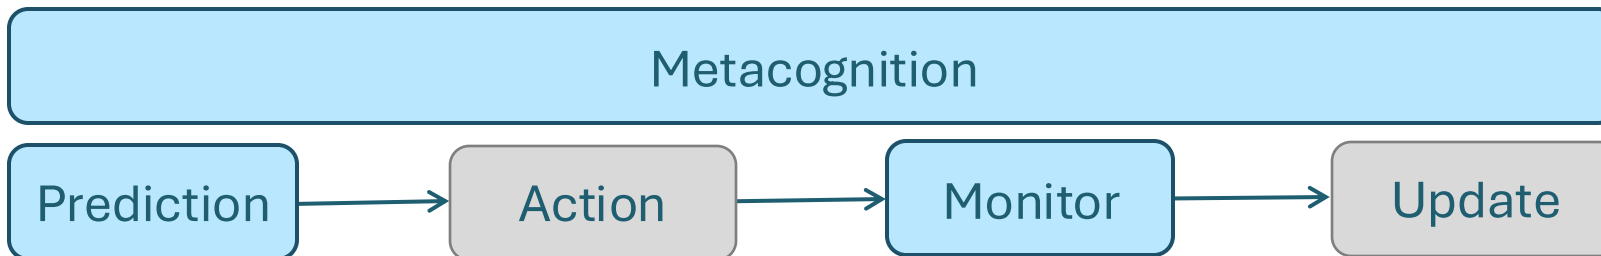 Metacognition
Prediction
Action
Monitor
Update